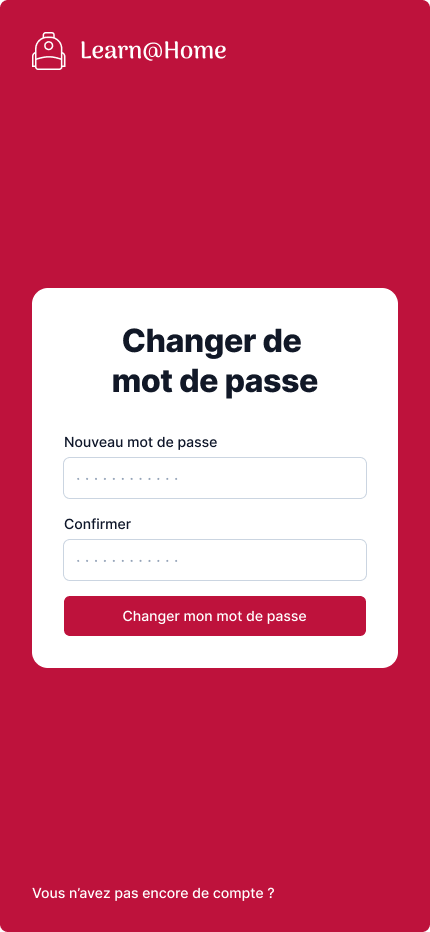 Learn@Home
Changer de
mot de passe
Nouveau mot de passe
············
Confirmer
············
Changer mon mot de passe
Vous n’avez pas encore de compte ?